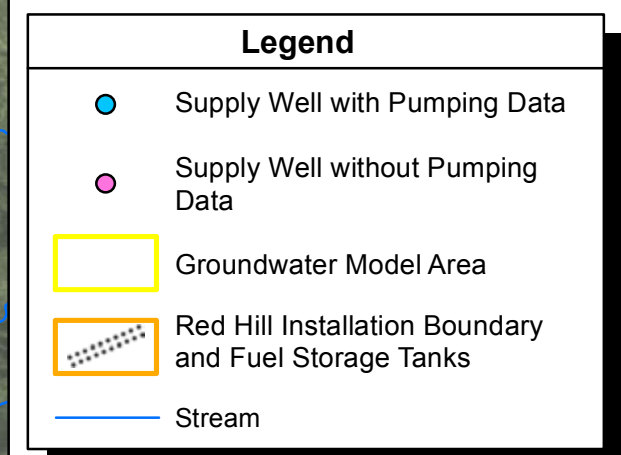 Legend
Supply Well with Pumping Data
Supply Well without Pumping
Data
Groundwater Model Area
Red Hill Installation Boundary
and Fuel Storage Tanks
Stream